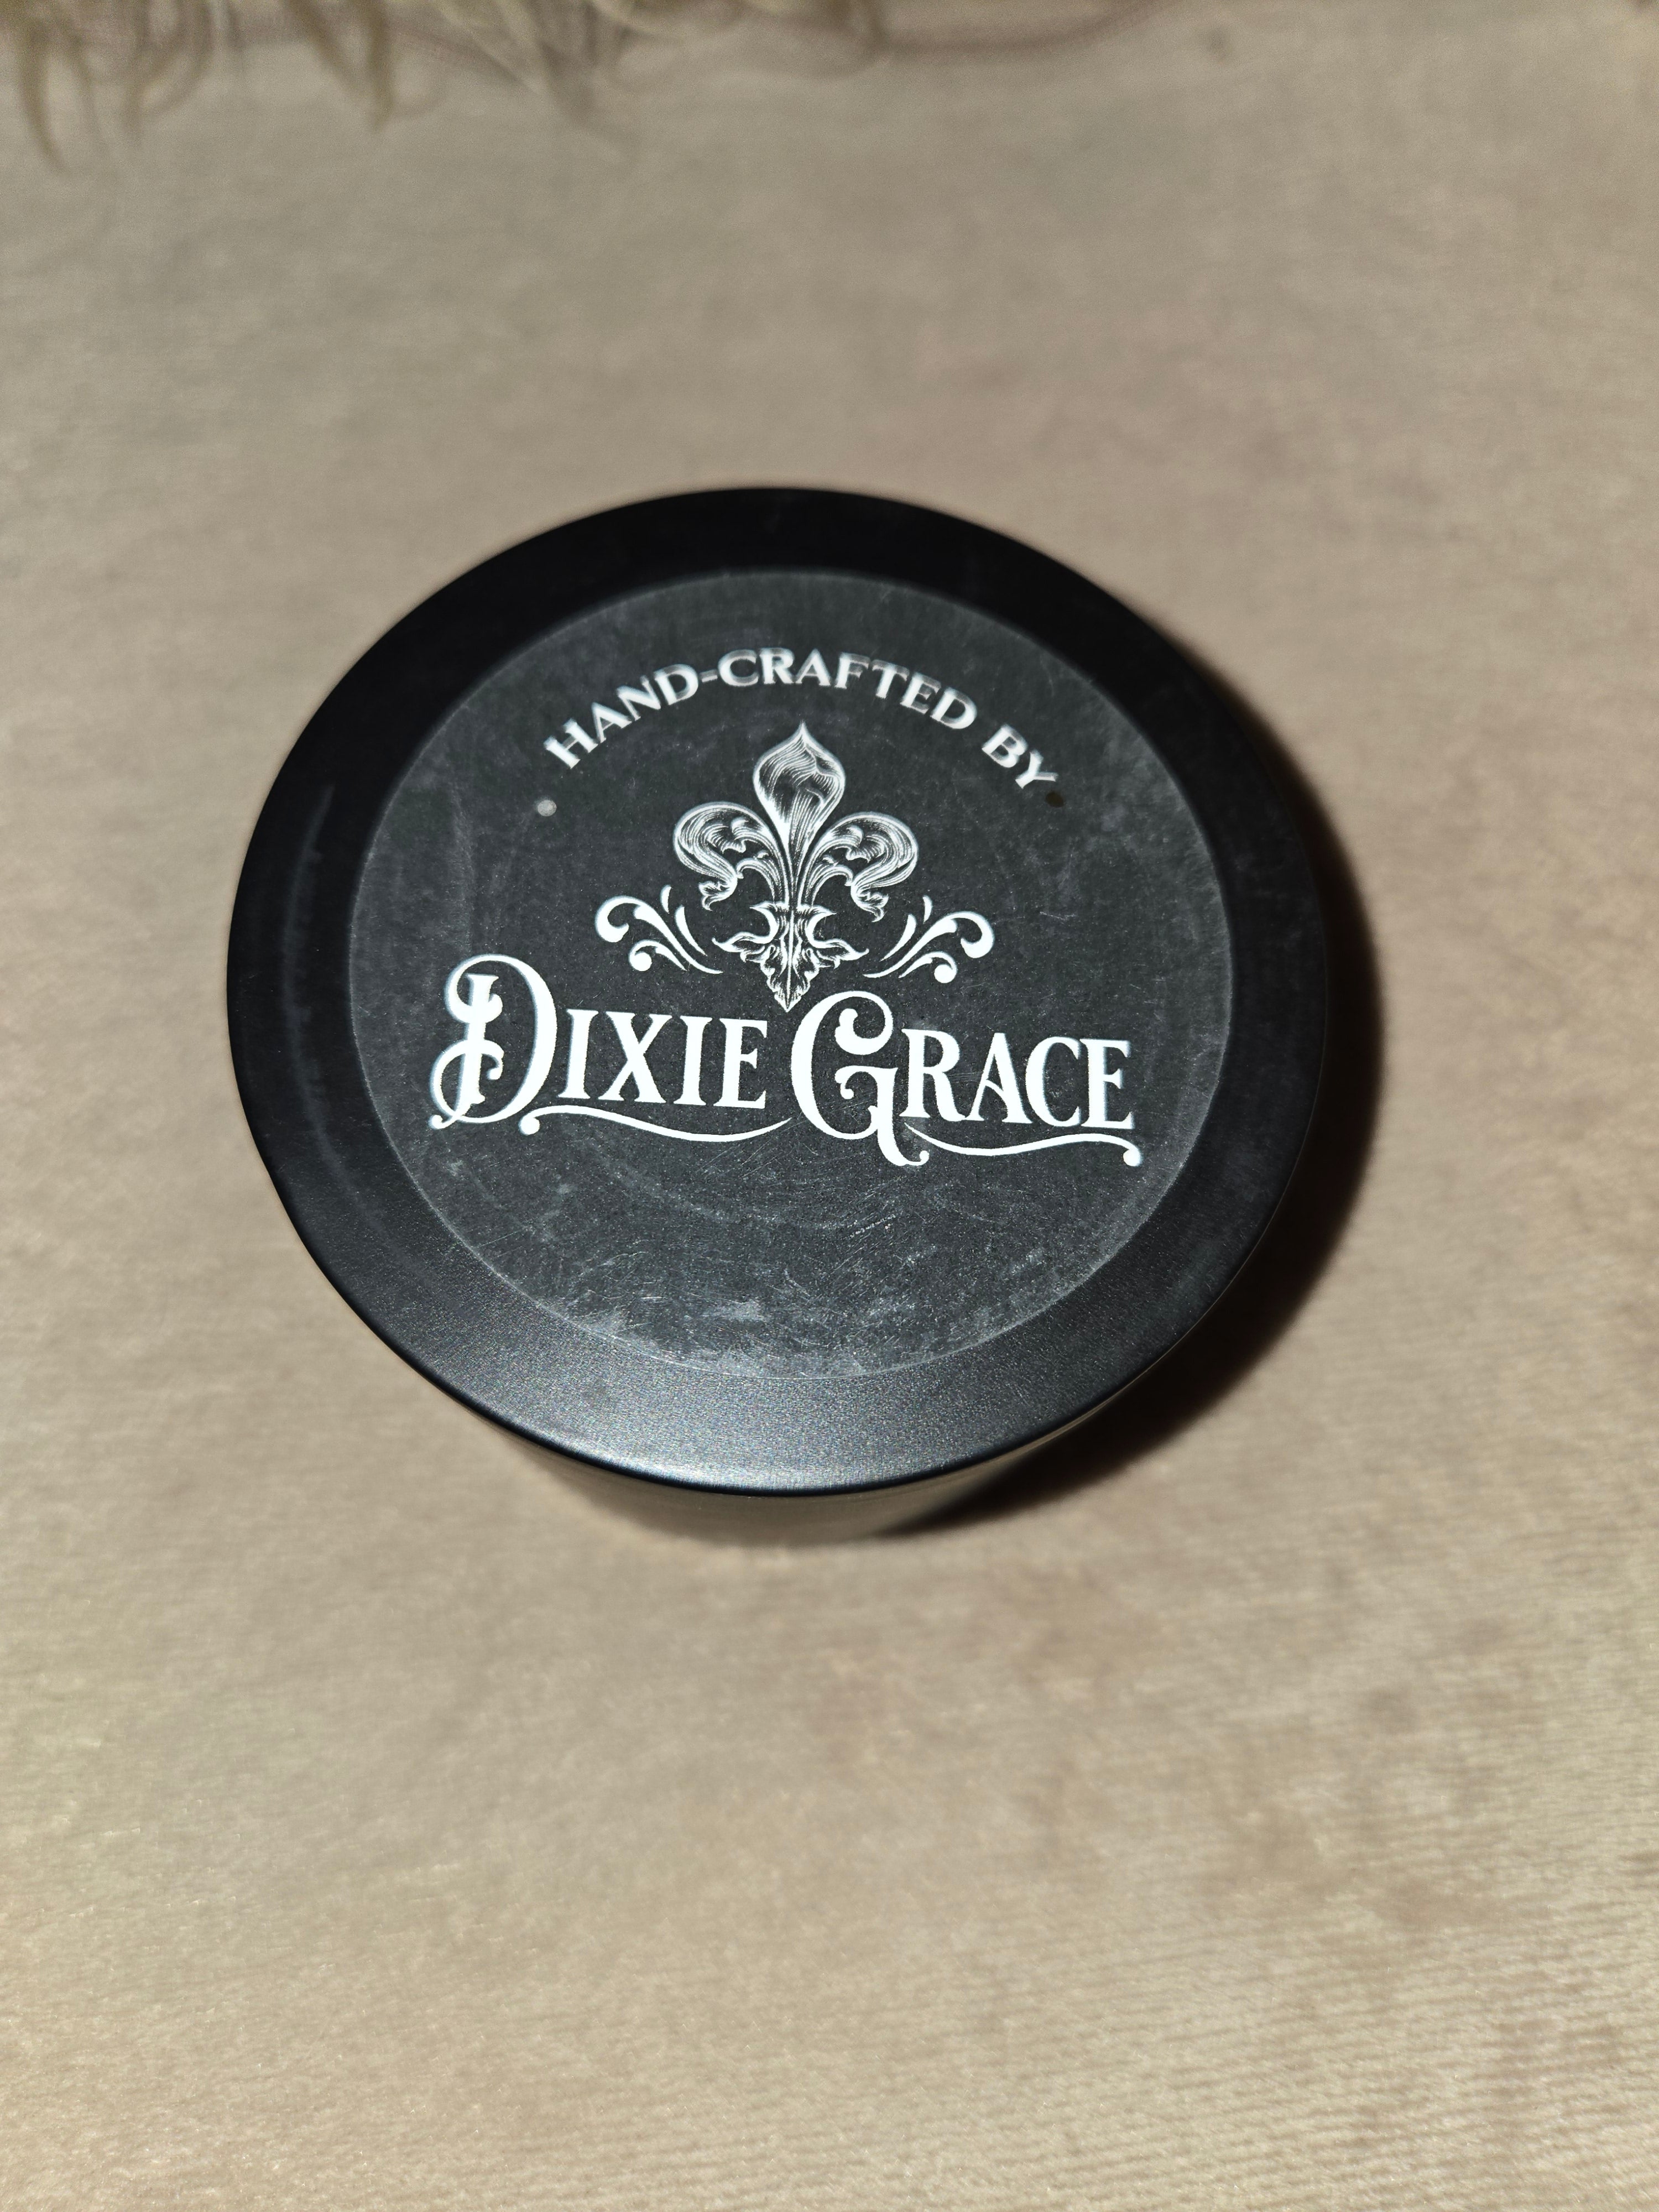 HAND-CRAFTED BY
DIXIE GRACE